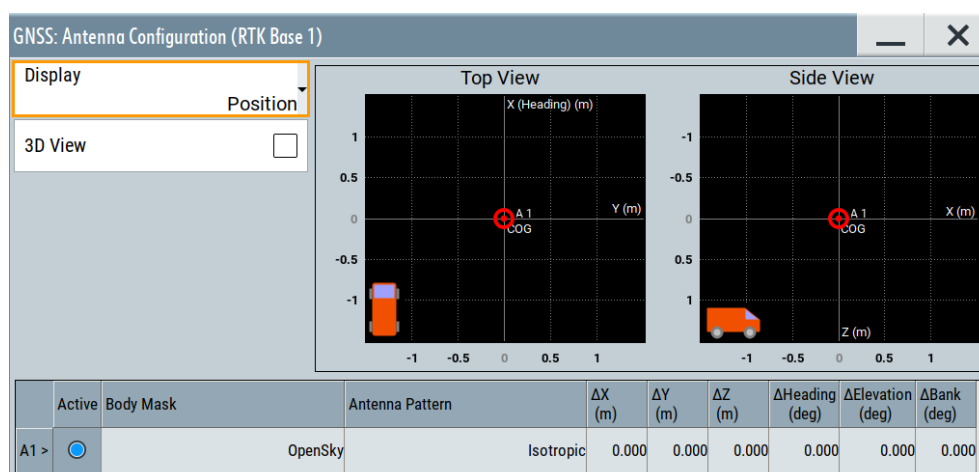 GNSS: Antenna Configuration (RTK Base 1)
Display
Position
3D View
Top View
X (Heading) (m)
1
0.5
0
-0.5
-1
Y (m)
A 1
COG
-1 -0.5 0 0.5 1
Side View
-1
-0.5
0
0.5
1
X (m)
A 1
COG
Z (m)
-1 -0.5 0 0.5 1
Active Body Mask Antenna Pattern ΔX (m) ΔY (m) ΔZ (m) ΔHeading (deg) ΔElevation (deg) ΔBank (deg)
A1 > OpenSky Isotropic 0.000 0.000 0.000 0.000 0.000 0.000